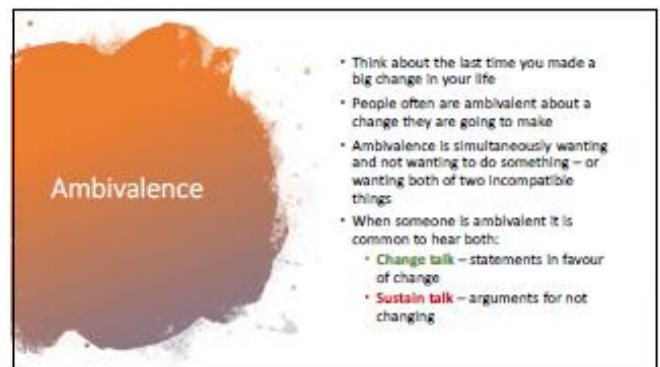 Ambivalence
• Think about the last time you made a
big change in your life
• People often are ambivalent about a
change they are going to make
• Ambivalence is simultaneously wanting
and not wanting to do something – or
wanting both of two incompatible
things
• When someone is ambivalent it is
common to hear both:
• Change talk – statements in favour
of change
• Sustain talk – arguments for not
changing